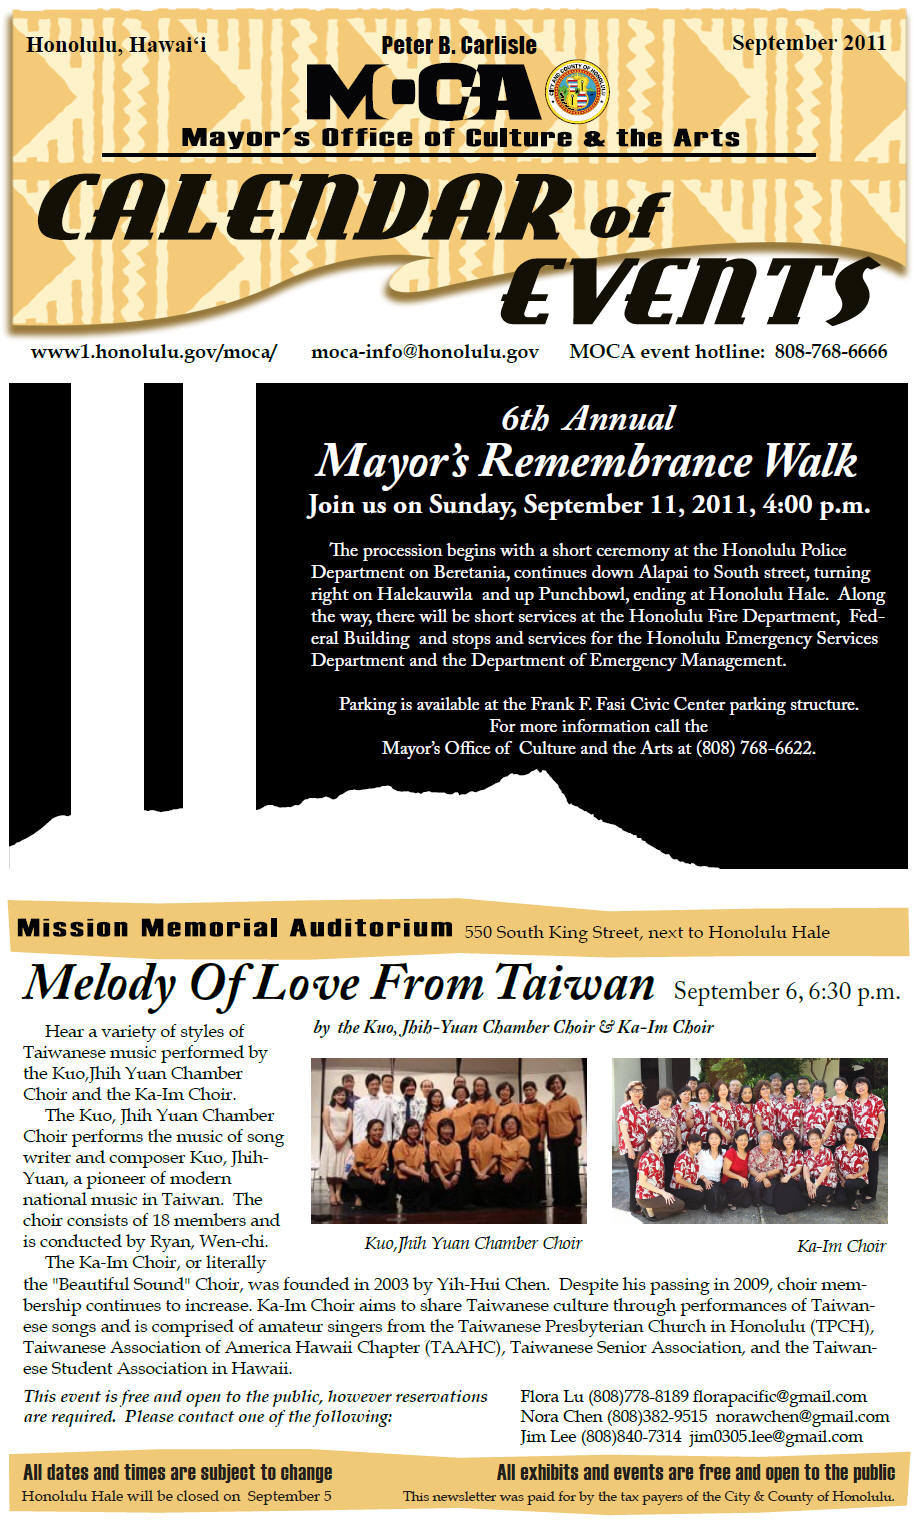 Honolulu, Hawai‘i
Peter B. Carlisle
September 2011
MOCA
CITY AND COUNTY OF HONOLULU
Mayor's Office of Culture & the Arts
CALENDAR of
EVENTS
www1.honolulu.gov/moca/ moca-info@honolulu.gov MOCA event hotline: 808-768-6666
6th Annual
Mayor’s Remembrance Walk
Join us on Sunday, September 11, 2011, 4:00 p.m.
The procession begins with a short ceremony at the Honolulu Police
Department on Beretania, continues down Alapai to South street, turning
right on Halekauwila and up Punchbowl, ending at Honolulu Hale. Along
the way, there will be short services at the Honolulu Fire Department, Fed-
eral Building and stops and services for the Honolulu Emergency Services
Department and the Department of Emergency Management.
Parking is available at the Frank F. Fasi Civic Center parking structure.
For more information call the
Mayor’s Office of Culture and the Arts at (808) 768-6622.
Mission Memorial Auditorium 550 South King Street, next to Honolulu Hale
Melody Of Love From Taiwan September 6, 6:30 p.m.
by the Kuo, Jhih-Yuan Chamber Choir & Ka-Im Choir
Hear a variety of styles of
Taiwanese music performed by
the Kuo,Jhih Yuan Chamber
Choir and the Ka-Im Choir.
The Kuo, Jhih Yuan Chamber
Choir performs the music of song
writer and composer Kuo, Jhih-
Yuan, a pioneer of modern
national music in Taiwan. The
choir consists of 18 members and
is conducted by Ryan, Wen-chi.
The Ka-Im Choir, or literally
the "Beautiful Sound" Choir, was founded in 2003 by Yih-Hui Chen. Despite his passing in 2009, choir mem-
bership continues to increase. Ka-Im Choir aims to share Taiwanese culture through performances of Taiwan-
ese songs and is comprised of amateur singers from the Taiwanese Presbyterian Church in Honolulu (TPCH),
Taiwanese Association of America Hawaii Chapter (TAAHC), Taiwanese Senior Association, and the Taiwan-
ese Student Association in Hawaii.
Kuo,Jhih Yuan Chamber Choir
Ka-Im Choir
This event is free and open to the public, however reservations
are required. Please contact one of the following:
Flora Lu (808)778-8189 florapacific@gmail.com
Nora Chen (808)382-9515 norawchen@gmail.com
Jim Lee (808)840-7314 jim0305.lee@gmail.com
All dates and times are subject to change
Honolulu Hale will be closed on September 5
All exhibits and events are free and open to the public
This newsletter was paid for by the tax payers of the City & County of Honolulu.